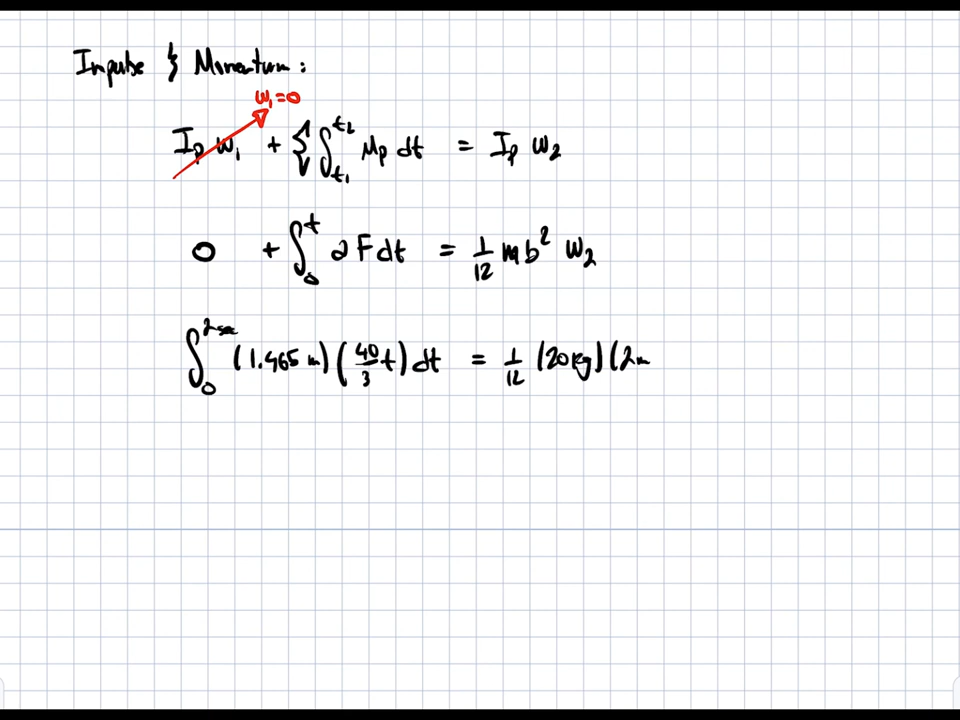 Impulse & Momentum:
ω₁ = 0
I_p ω₁ + Σ ∫_{t₁}^{t₂} M_p dt = I_p ω₂
0 + ∫_0^t a F dt = 1/12 m b² ω₂
∫_0^{2 sec} (1.465 m) (40/3 t) dt = 1/12 (20 kg) (2 m